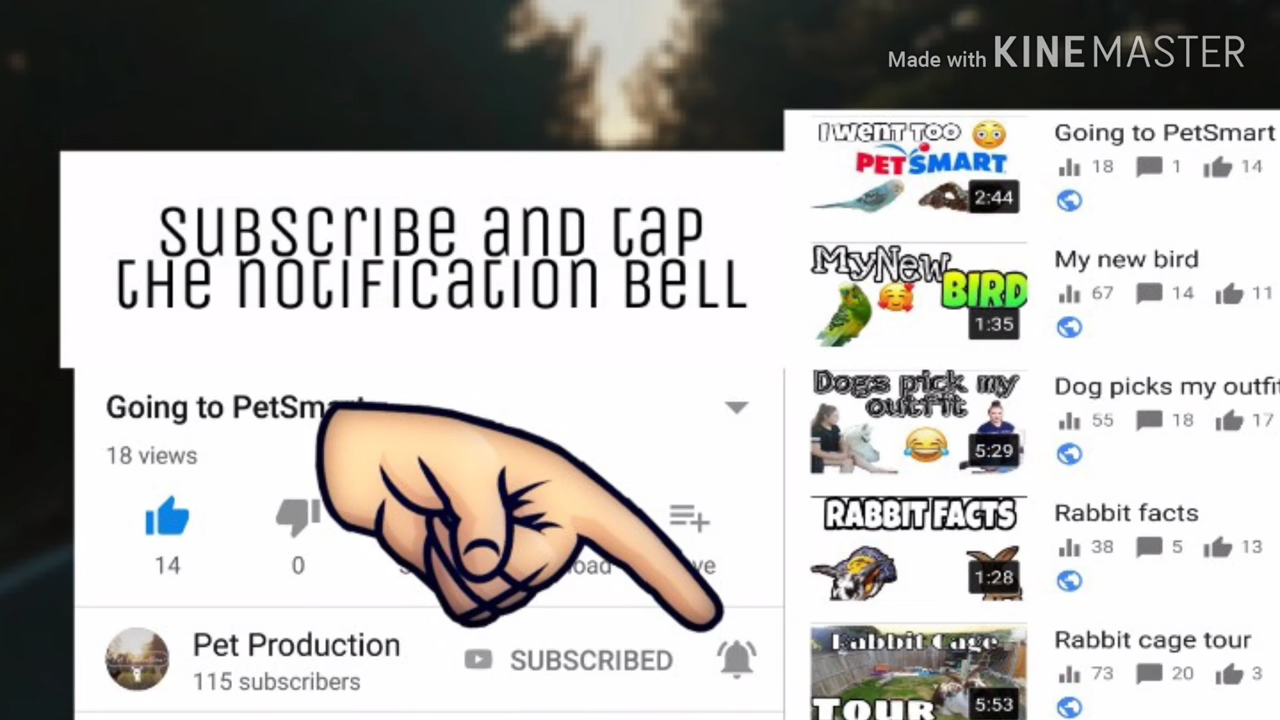 Made with KINEMASTER
SUBSCRIBE and tap
the notification Bell
Going to PetSm
18 views
14
0
115 subscribers
Pet Production
SUBSCRIBED
I WENT TOO
PETSMART
2:44
Going to PetSmart
18 1 14
MyNew
BIRD
1:35
My new bird
67 14 11
Dogs pick my
outfit
5:29
Dog picks my outfit
55 18 17
RABBIT FACTS
1:28
Rabbit facts
38 5 13
Rabbit Cage
TOUR
5:53
Rabbit cage tour
73 20 3